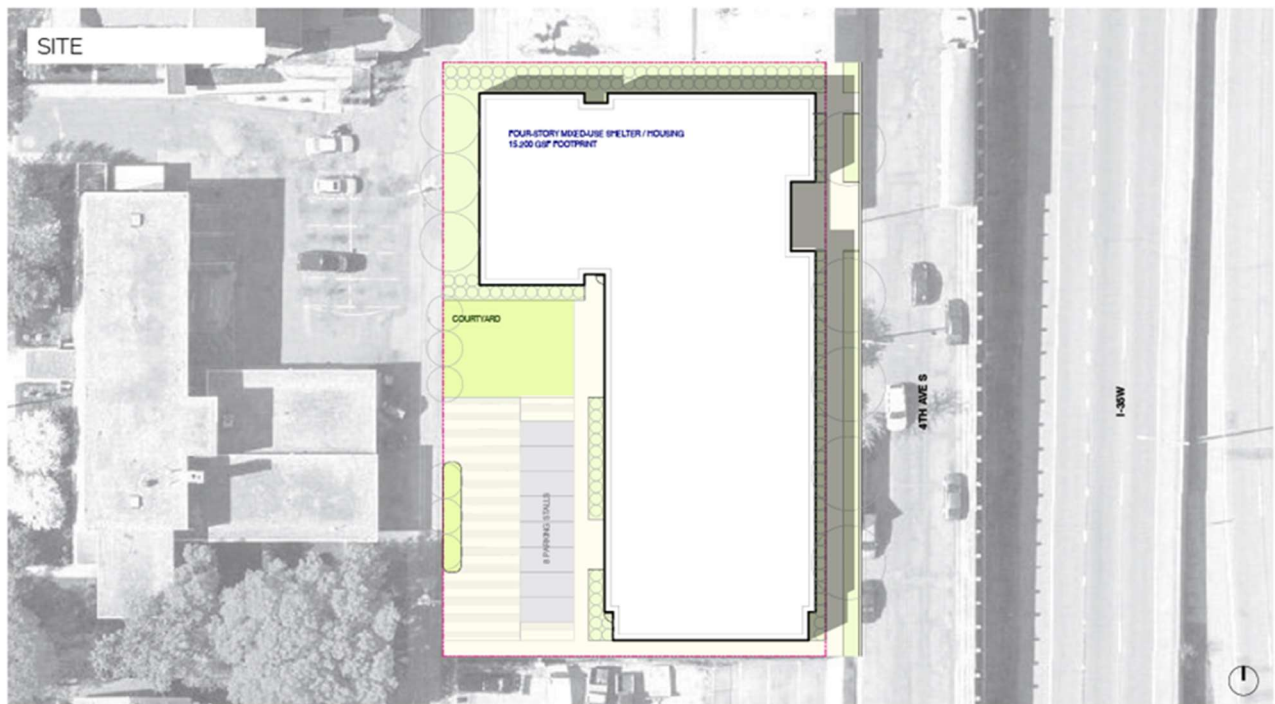 SITE
FOUR-STORY MIXED-USE SHELTER / HOUSING
15,200 GSF FOOTPRINT
COURTYARD
8 PARKING STALLS
4TH AVE S
I-35W